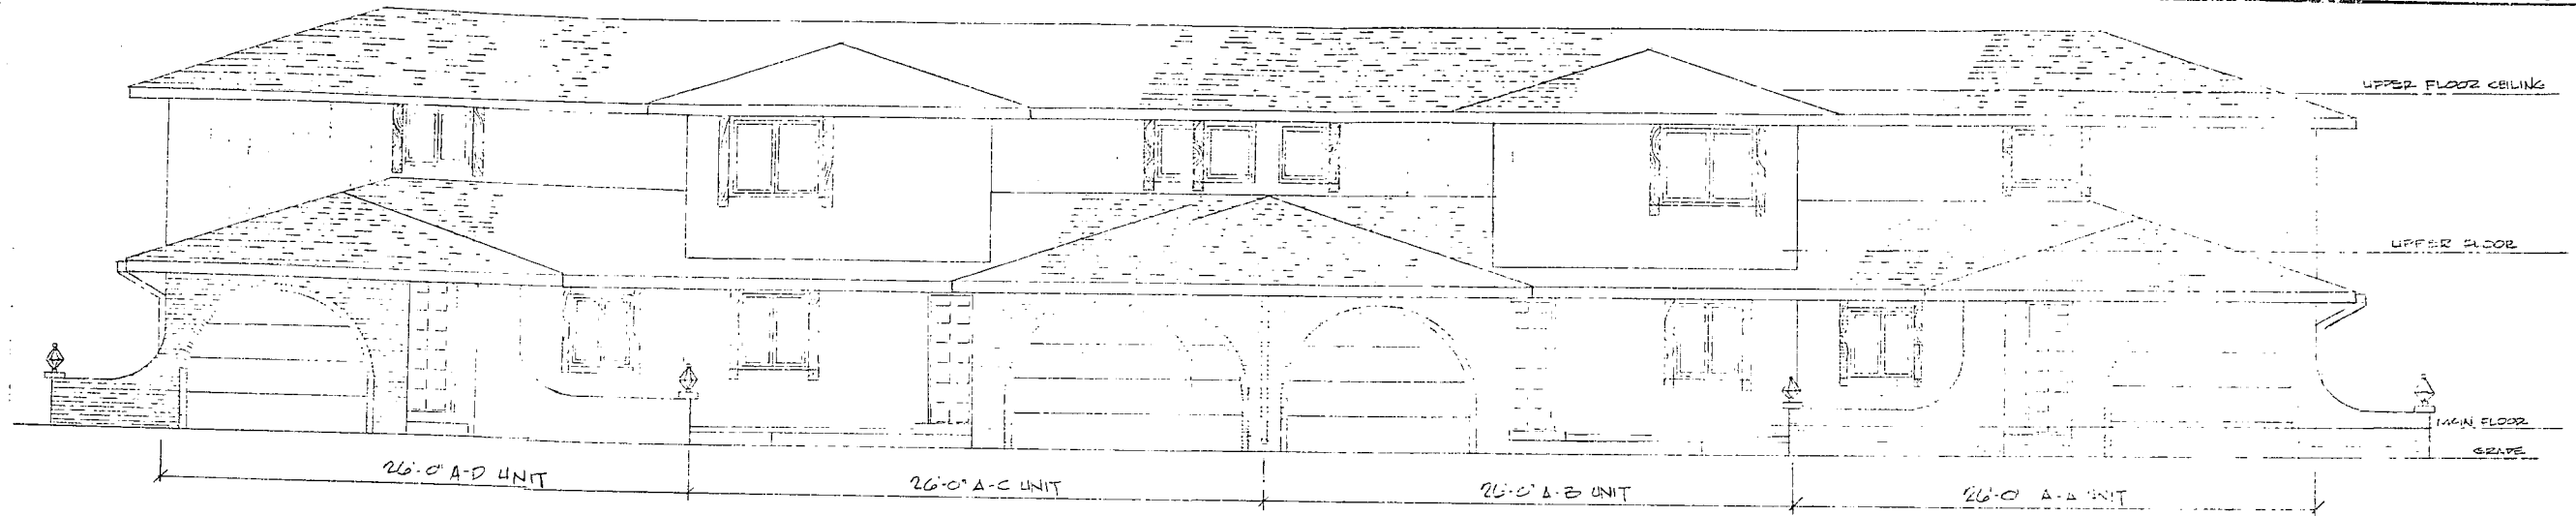 UPPER FLOOR CEILING
UPPER FLOOR
MAIN FLOOR
GRADE
26'-0" A-D UNIT
26'-0" A-C UNIT
26'-0" A-B UNIT
26'-0 A-A UNIT